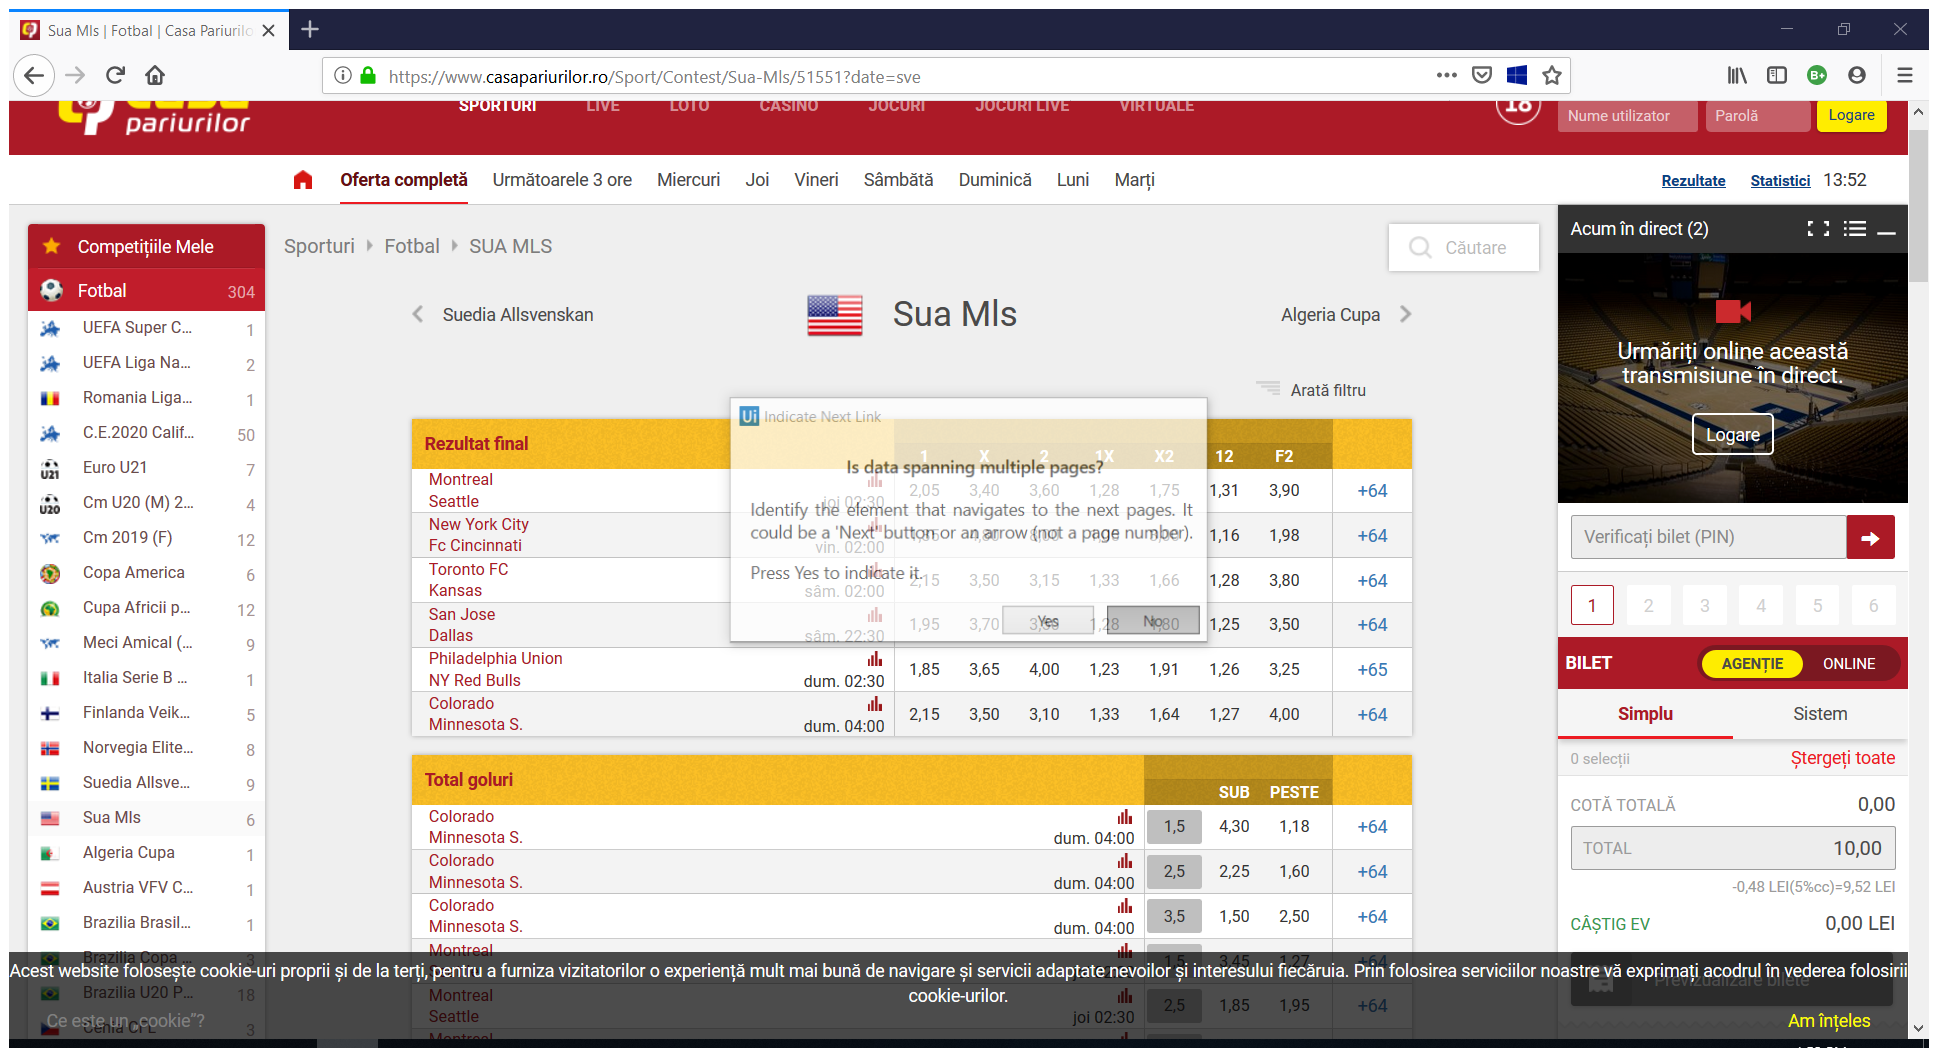 Sua Mls | Fotbal | Casa Pariurilo
https://www.casapariurilor.ro/Sport/Contest/Sua-Mls/51551?date=sve
casa
pariurilor
SPORTURI LIVE LOTO CASINO JOCURI JOCURI LIVE VIRTUALE
18
Nume utilizator Parolă Logare
Oferta completă Următoarele 3 ore Miercuri Joi Vineri Sâmbătă Duminică Luni Marți
Rezultate Statistici 13:52
Competițiile Mele
Fotbal 304
UEFA Super C... 1
UEFA Liga Na... 2
Romania Liga... 1
C.E.2020 Calif... 50
Euro U21 7
Cm U20 (M) 2... 4
Cm 2019 (F) 12
Copa America 6
Cupa Africii p... 12
Meci Amical (... 9
Italia Serie B ... 1
Finlanda Veik... 5
Norvegia Elite... 8
Suedia Allsve... 9
Sua Mls 6
Algeria Cupa 1
Austria VFV C... 1
Brazilia Brasil... 1
Brazilia Copa ... 3
Brazilia U20 P... 18
Cehia CFL 3
Sporturi Fotbal SUA MLS
Căutare
Suedia Allsvenskan
Sua Mls
Algeria Cupa
Arată filtru
Rezultat final 1 X 2 1X X2 12 F2
Montreal
Seattle joi 02:30 2,05 3,40 3,60 1,28 1,75 1,31 3,90 +64
New York City
Fc Cincinnati vin. 02:00 1,16 1,98 +64
Toronto FC
Kansas sâm. 02:00 2,15 3,50 3,15 1,33 1,66 1,28 3,80 +64
San Jose
Dallas sâm. 22:30 1,95 3,70 1,28 1,80 1,25 3,50 +64
Philadelphia Union
NY Red Bulls dum. 02:30 1,85 3,65 4,00 1,23 1,91 1,26 3,25 +65
Colorado
Minnesota S. dum. 04:00 2,15 3,50 3,10 1,33 1,64 1,27 4,00 +64
Ui Indicate Next Link
Is data spanning multiple pages?
Identify the element that navigates to the next pages. It
could be a 'Next' button or an arrow (not a page number).
Press Yes to indicate it.
Yes No
Total goluri SUB PESTE
Colorado
Minnesota S. dum. 04:00 1,5 4,30 1,18 +64
Colorado
Minnesota S. dum. 04:00 2,5 2,25 1,60 +64
Colorado
Minnesota S. dum. 04:00 3,5 1,50 2,50 +64
Montreal
1,5 3,45 1,27
Montreal
Seattle joi 02:30 2,5 1,85 1,95 +64
Montreal
Acum în direct (2)
Urmăriți online această
transmisiune în direct.
Logare
Verificați bilet (PIN)
1 2 3 4 5 6
BILET AGENȚIE ONLINE
Simplu Sistem
0 selecții Ștergeți toate
COTĂ TOTALĂ 0,00
TOTAL 10,00
-0,48 LEI(5%cc)=9,52 LEI
CÂȘTIG EV 0,00 LEI
Previzualizare bilete
Acest website folosește cookie-uri proprii și de la terți, pentru a furniza vizitatorilor o experiență mult mai bună de navigare și servicii adaptate nevoilor și interesului fiecăruia. Prin folosirea serviciilor noastre vă exprimați acodrul în vederea folosirii
cookie-urilor.
Ce este un „cookie”?
Am înțeles